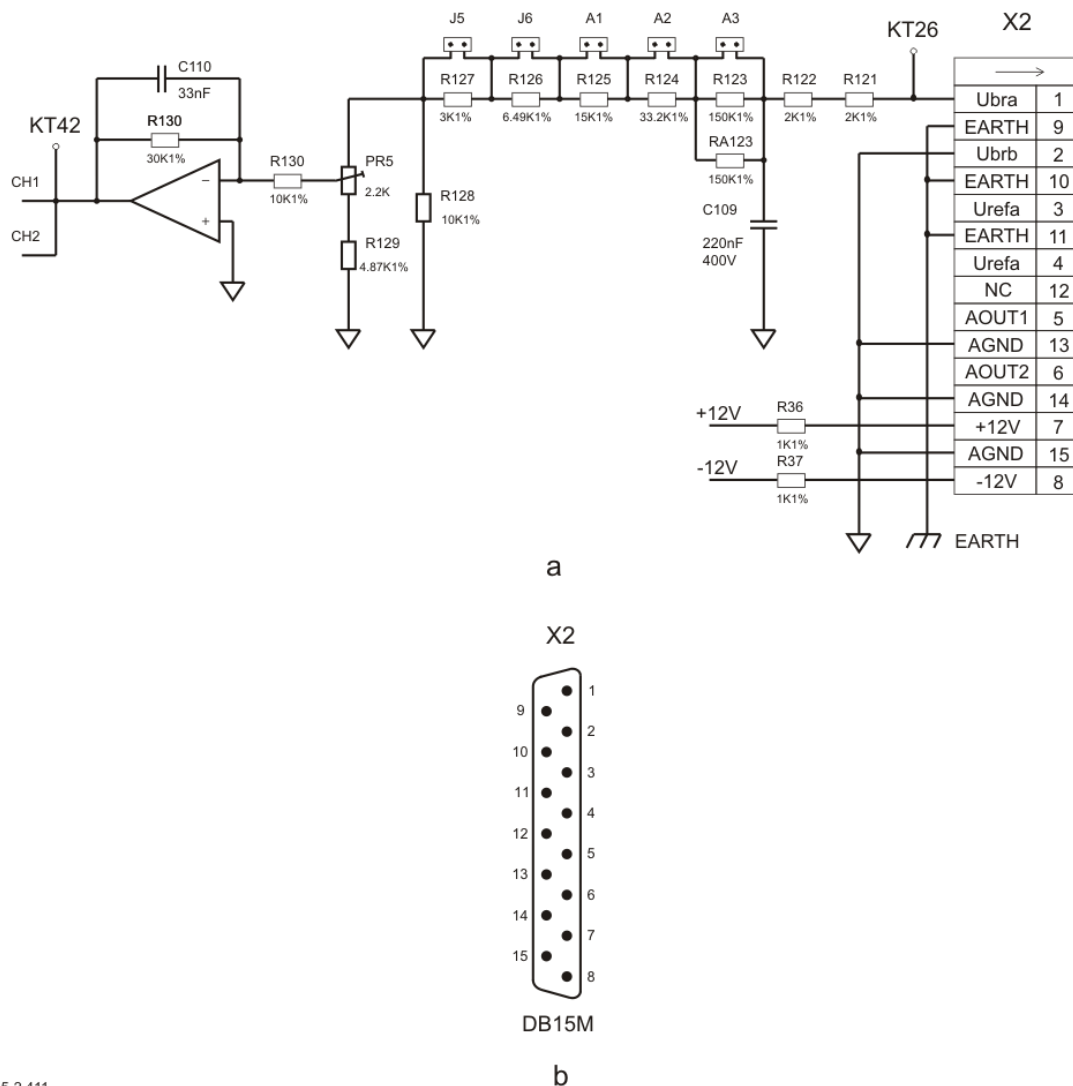 J5 J6 A1 A2 A3
KT26
X2
C110
33nF
R127 R126 R125 R124 R123 R122 R121
3K1% 6.49K1% 15K1% 33.2K1% 150K1% 2K1% 2K1%
KT42
R130
30K1%
CH1
CH2
−
+
R130
10K1%
PR5
2.2K
R128
10K1%
R129
4.87K1%
RA123
150K1%
C109
220nF
400V
Ubra 1
EARTH 9
Ubrb 2
EARTH 10
Urefa 3
EARTH 11
Urefa 4
NC 12
AOUT1 5
AGND 13
AOUT2 6
AGND 14
+12V 7
AGND 15
-12V 8
+12V R36
1K1%
-12V R37
1K1%
EARTH
a
X2
1
9
2
10
3
11
4
12
5
13
6
14
7
15
8
DB15M
b